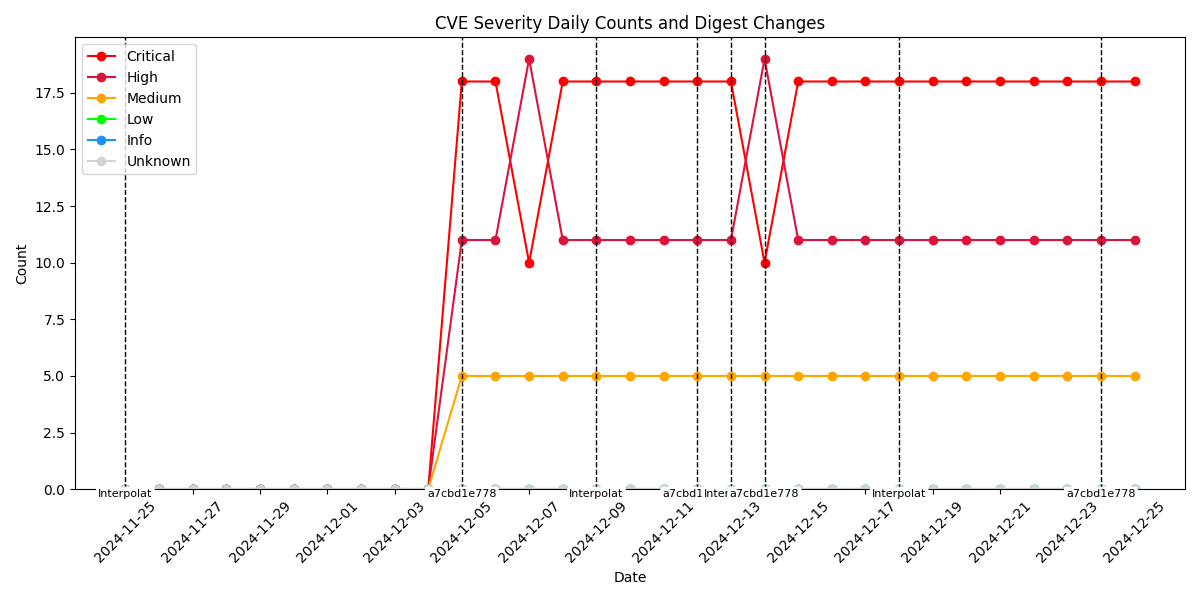 CVE Severity Daily Counts and Digest Changes
Critical
High
Medium
Low
Info
Unknown
Count
17.5
15.0
12.5
10.0
7.5
5.0
2.5
0.0
Interpolat
a7cbd1e778
Interpolat
a7cbd1
Inter
a7cbd1e778
Interpolat
a7cbd1e778
2024-11-25
2024-11-27
2024-11-29
2024-12-01
2024-12-03
2024-12-05
2024-12-07
2024-12-09
2024-12-11
2024-12-13
2024-12-15
2024-12-17
2024-12-19
2024-12-21
2024-12-23
2024-12-25
Date